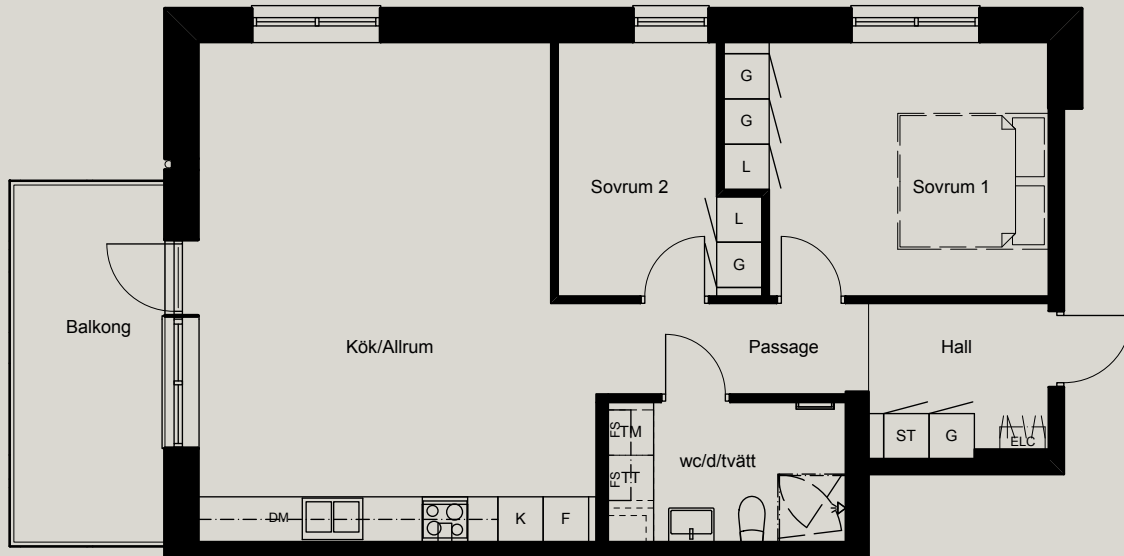 G
G
L
Sovrum 2
Sovrum 1
L
G
Balkong
Kök/Allrum
Passage
Hall
FS
TM
ST
G
ELC
wc/d/tvätt
FS
TT
DM
K
F